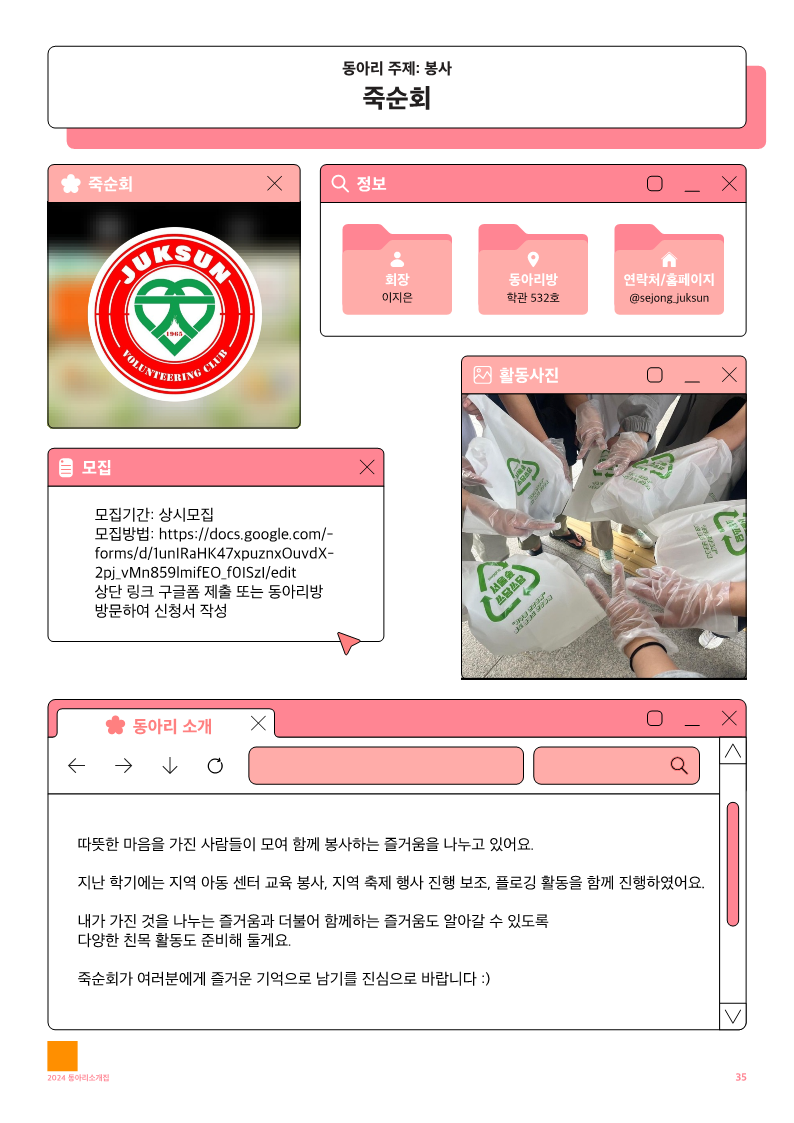 동아리 주제: 봉사
죽순회
죽순회
JUKSUN
1965
VOLUNTEERING CLUB
정보
회장
이지은
동아리방
학관 532호
연락처/홈페이지
@sejong_juksun
활동사진
모집
모집기간: 상시모집
모집방법: https://docs.google.com/-
forms/d/1unIRaHK47xpuznxOuvdX-
2pj_vMn859lmifEO_f0ISzI/edit
상단 링크 구글폼 제출 또는 동아리방
방문하여 신청서 작성
동아리 소개
따뜻한 마음을 가진 사람들이 모여 함께 봉사하는 즐거움을 나누고 있어요.
지난 학기에는 지역 아동 센터 교육 봉사, 지역 축제 행사 진행 보조, 플로깅 활동을 함께 진행하였어요.
내가 가진 것을 나누는 즐거움과 더불어 함께하는 즐거움도 알아갈 수 있도록
다양한 친목 활동도 준비해 둘게요.
죽순회가 여러분에게 즐거운 기억으로 남기를 진심으로 바랍니다 :)
2024 동아리소개집
35